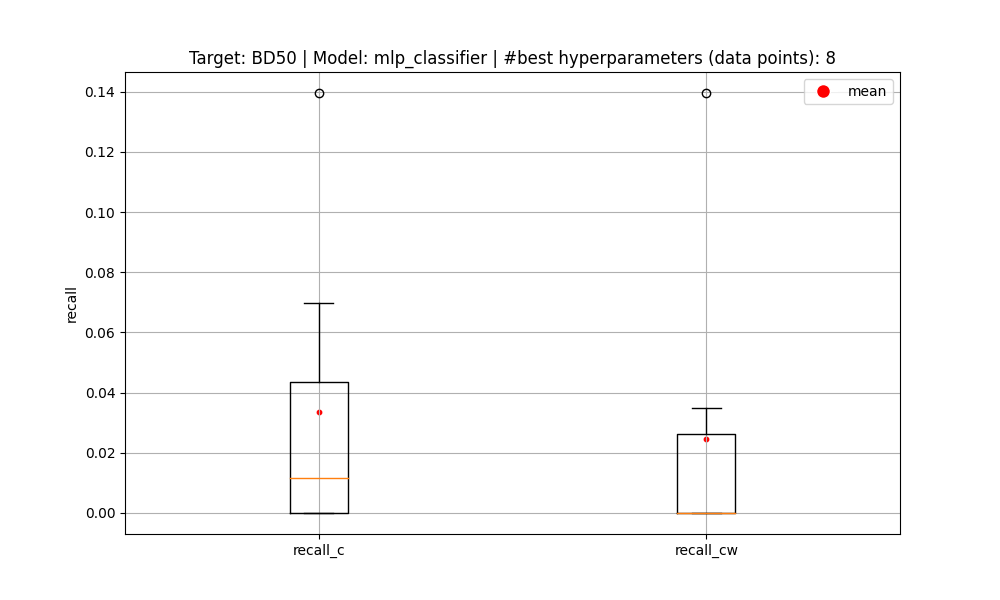 Target: BD50 | Model: mlp_classifier | #best hyperparameters (data points): 8
mean
0.14
0.12
0.10
0.08
0.06
0.04
0.02
0.00
recall
recall_c
recall_cw